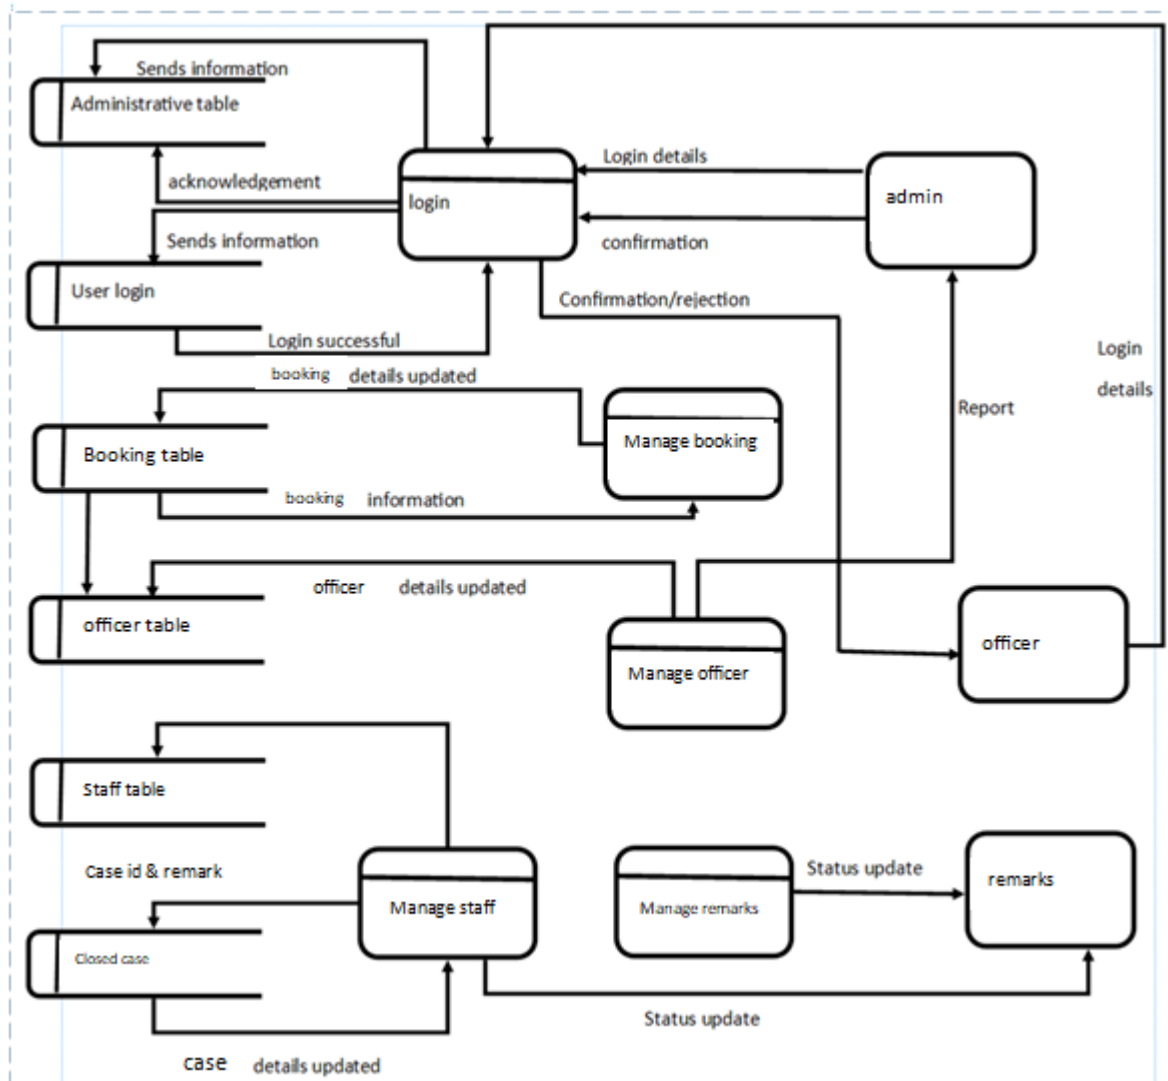 Sends information
Administrative table
Login details
acknowledgement
admin
login
Sends information
confirmation
User login
Confirmation/rejection
Login successful
Login
details
booking details updated
Report
Manage booking
Booking table
booking information
officer details updated
officer table
officer
Manage officer
Staff table
Case id & remark
Status update
remarks
Manage staff
Manage remarks
Closed case
Status update
case details updated